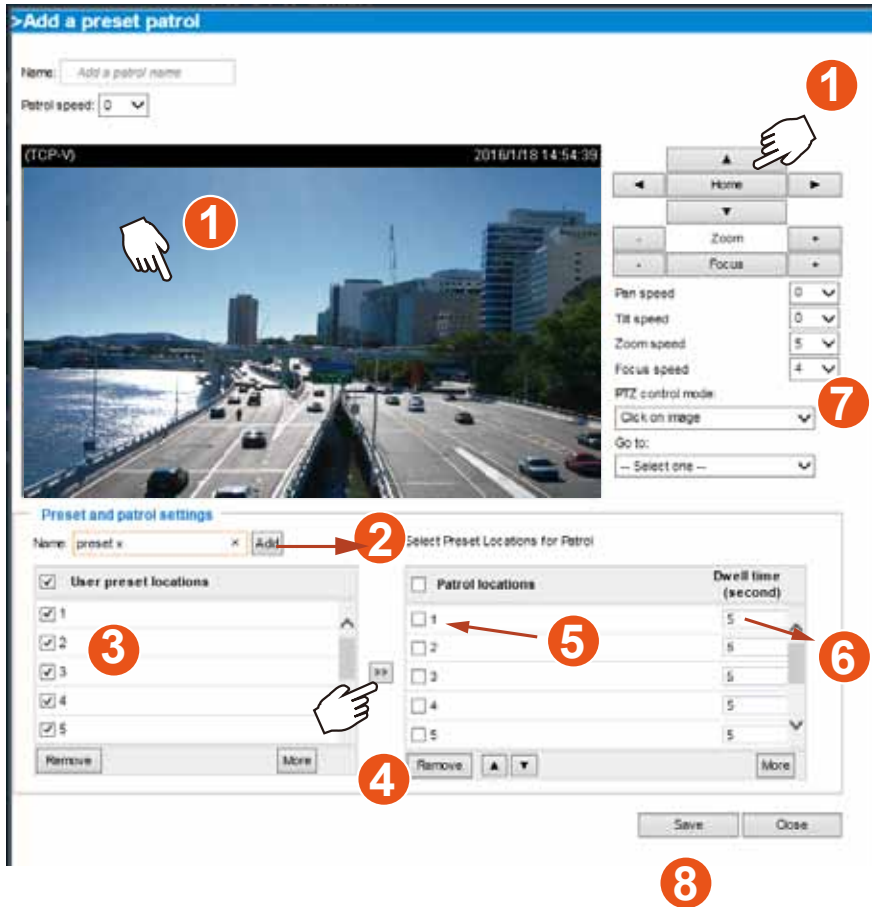 >Add a preset patrol
Name: Add a patrol name
Patrol speed: 0
1
(TCP-V) 2016/1/18 14:54:39
1
▲
◄ Home ►
▼
- Zoom +
- Focus +
Pan speed 0
Tilt speed 0
Zoom speed 5
Focus speed 4
PTZ control mode:
7
Click on image
Go to:
-- Select one --
Preset and patrol settings
Name: preset x × Add
2
Select Preset Locations for Patrol
User preset locations
1
2
3
4
5
3
Remove More
>>
4
Patrol locations Dwell time (second)
1 5
2 5
3 5
4 5
5 5
5
6
Remove ▲ ▼ More
Save Close
8